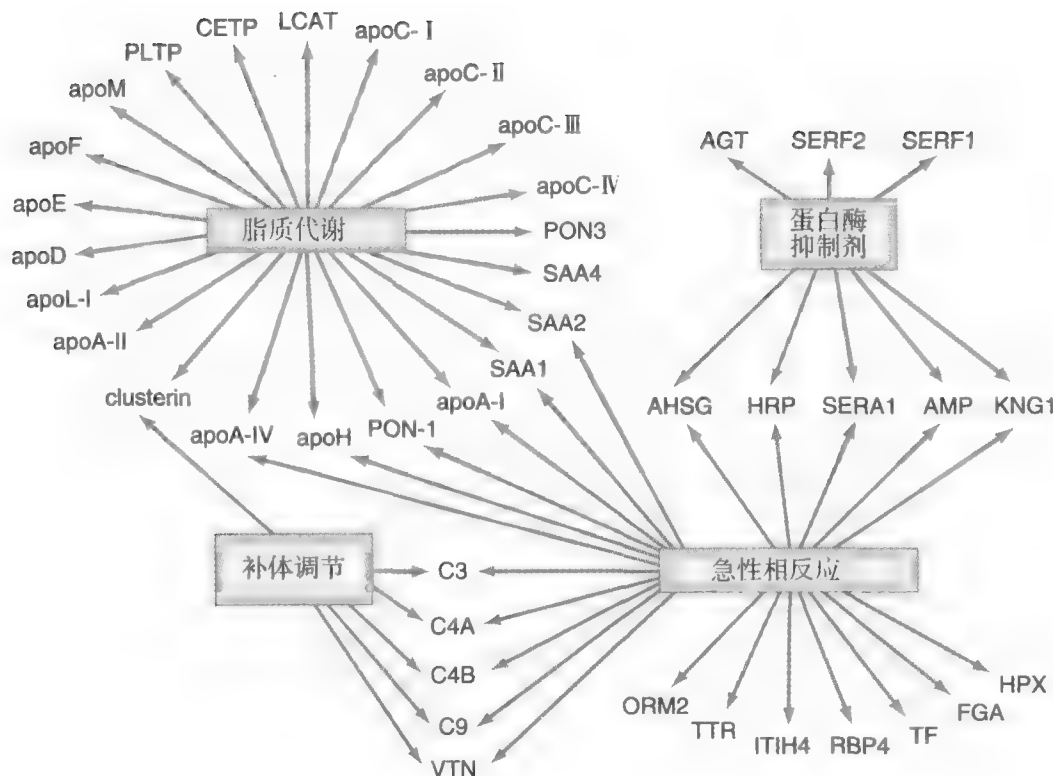 CETP
LCAT
apoC-Ⅰ
PLTP
apoC-Ⅱ
apoM
apoC-Ⅲ
apoF
AGT
SERF2
SERF1
apoC-Ⅳ
apoE
脂质代谢
PON3
蛋白酶
抑制剂
apoD
SAA4
apoL-I
SAA2
apoA-II
SAA1
clusterin
apoA-I
AHSG
HRP
SERA1
AMP
KNG1
apoA-IV
apoH
PON-1
补体调节
C3
急性相反应
C4A
C4B
HPX
ORM2
FGA
C9
TTR
ITIH4
RBP4
TF
VTN